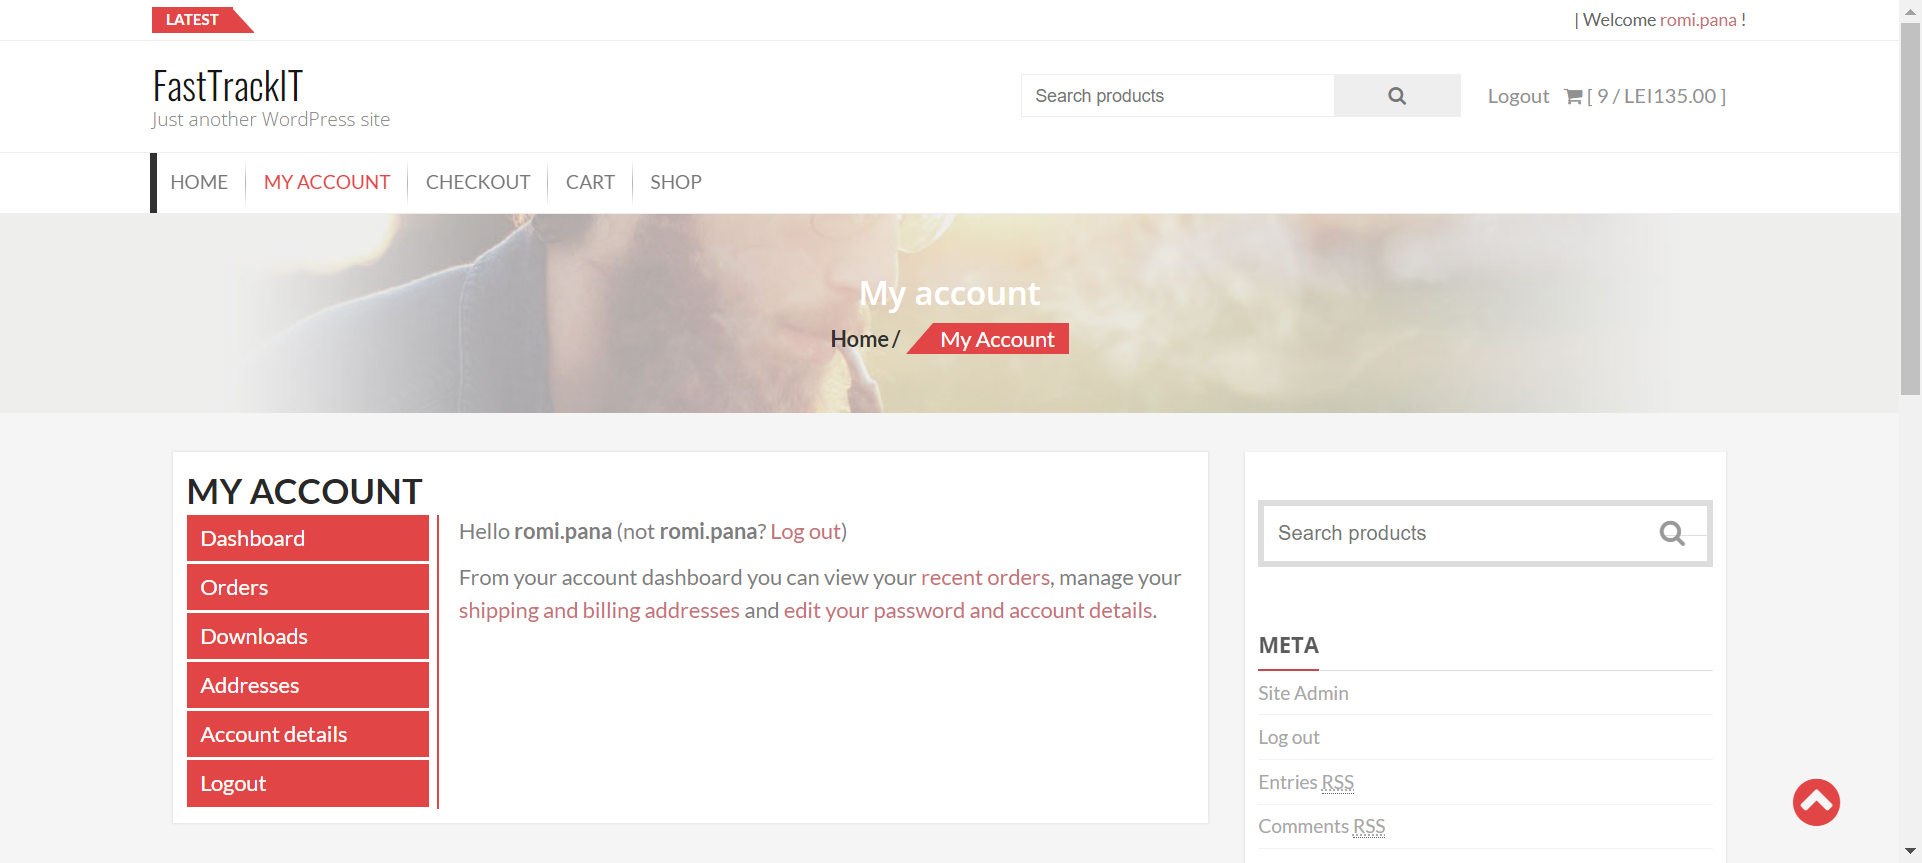 LATEST
| Welcome romi.pana !
FastTrackIT
Just another WordPress site
Search products
Logout [ 9 / LEI135.00 ]
HOME
MY ACCOUNT
CHECKOUT
CART
SHOP
My account
Home /
My Account
MY ACCOUNT
Dashboard
Orders
Downloads
Addresses
Account details
Logout
Hello romi.pana (not romi.pana? Log out)
From your account dashboard you can view your recent orders, manage your
shipping and billing addresses and edit your password and account details.
Search products
META
Site Admin
Log out
Entries RSS
Comments RSS